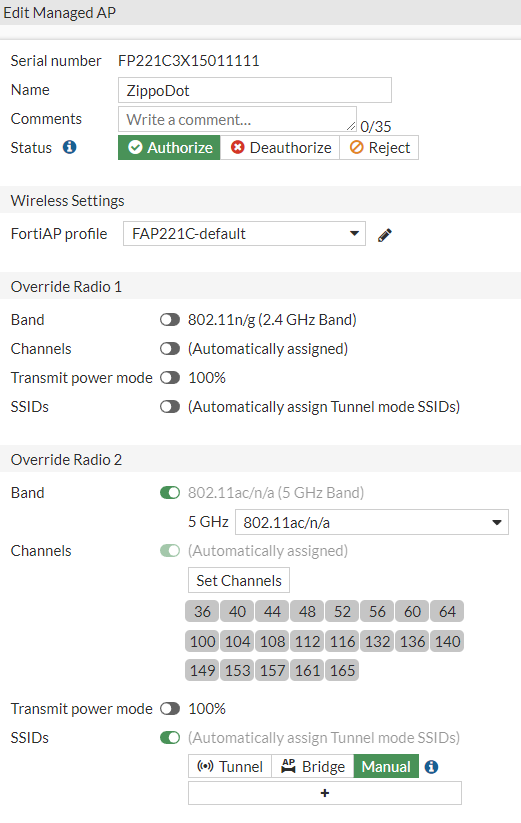 Edit Managed AP
Serial number FP221C3X15011111
Name ZippoDot
Comments Write a comment... 0/35
Status Authorize Deauthorize Reject
Wireless Settings
FortiAP profile FAP221C-default
Override Radio 1
Band 802.11n/g (2.4 GHz Band)
Channels (Automatically assigned)
Transmit power mode 100%
SSIDs (Automatically assign Tunnel mode SSIDs)
Override Radio 2
Band 802.11ac/n/a (5 GHz Band)
5 GHz 802.11ac/n/a
Channels (Automatically assigned)
Set Channels
36 40 44 48 52 56 60 64
100 104 108 112 116 132 136 140
149 153 157 161 165
Transmit power mode 100%
SSIDs (Automatically assign Tunnel mode SSIDs)
Tunnel AP Bridge Manual
+